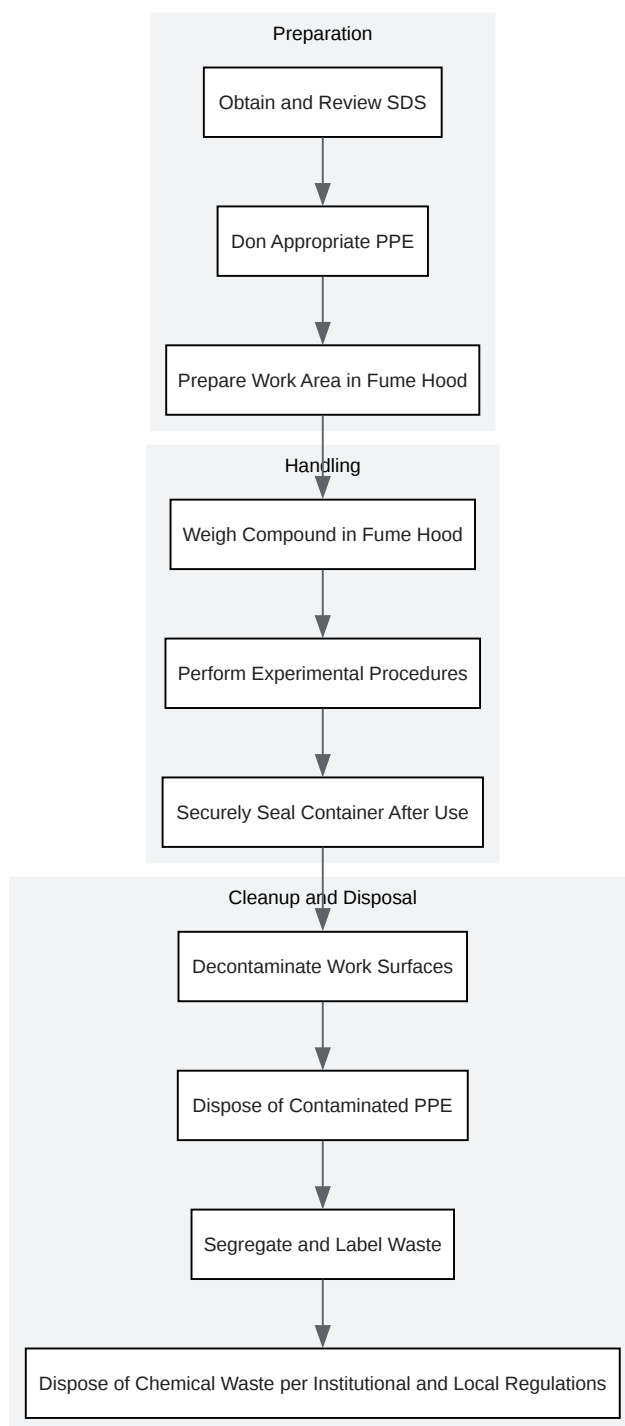 Preparation
Obtain and Review SDS
Don Appropriate PPE
Prepare Work Area in Fume Hood
Handling
Weigh Compound in Fume Hood
Perform Experimental Procedures
Securely Seal Container After Use
Cleanup and Disposal
Decontaminate Work Surfaces
Dispose of Contaminated PPE
Segregate and Label Waste
Dispose of Chemical Waste per Institutional and Local Regulations